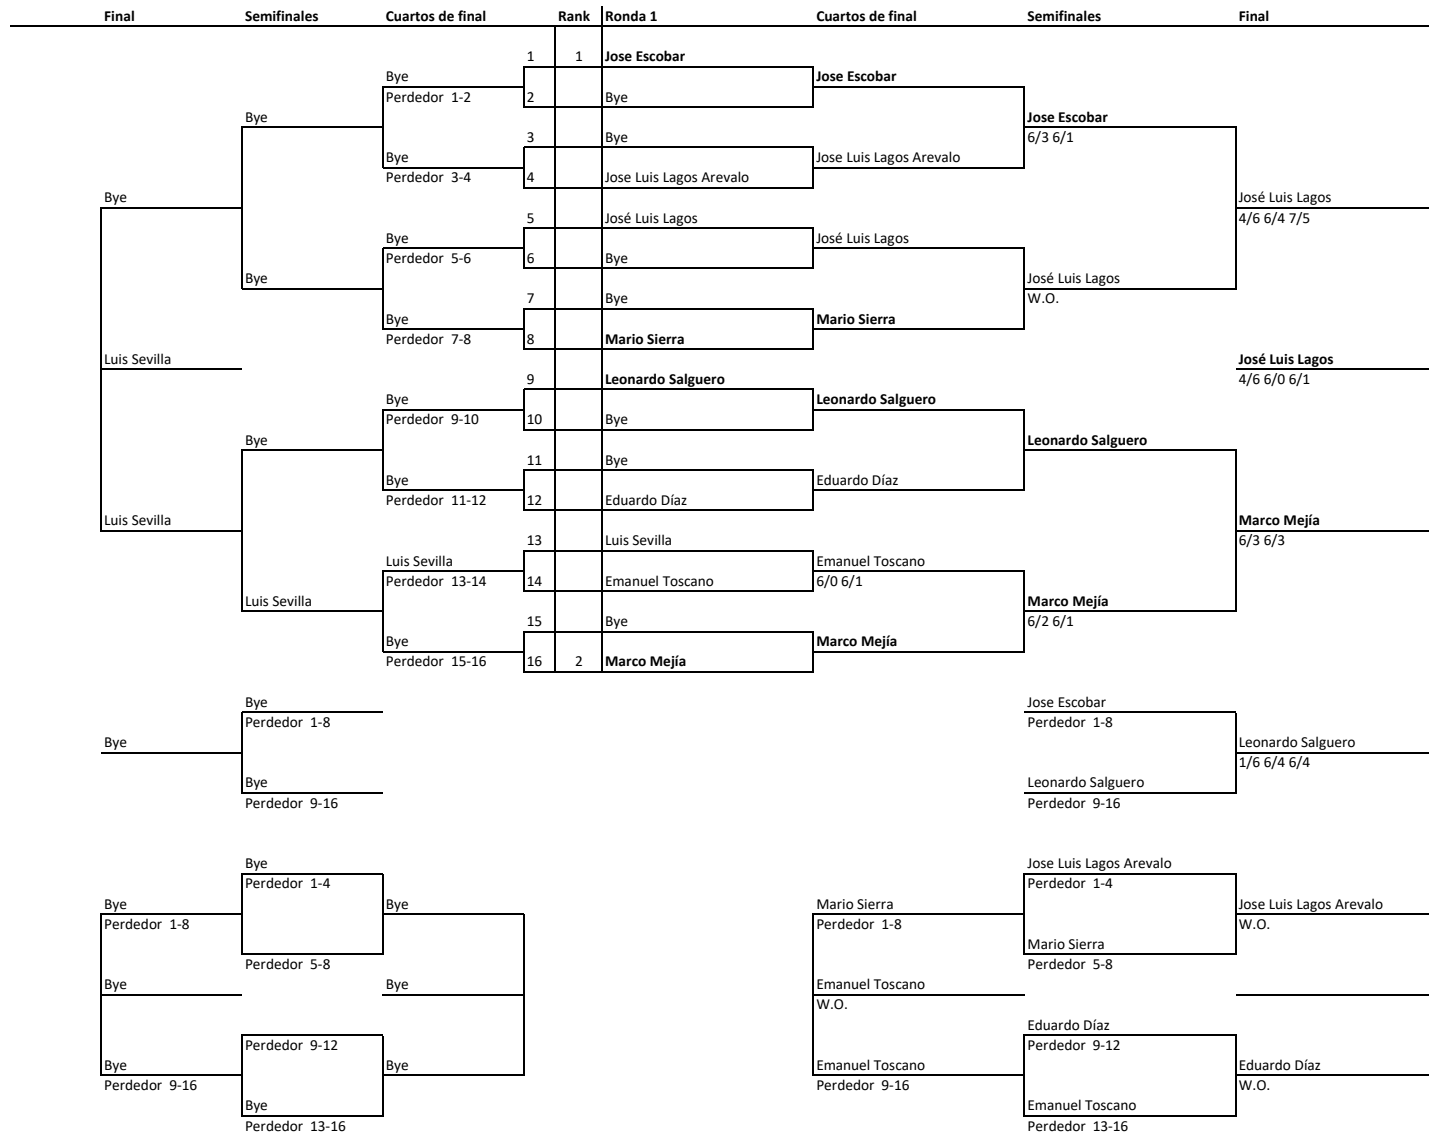 Final Semifinales Cuartos de final Rank Ronda 1 Cuartos de final Semifinales Final
1 1 Jose Escobar
Bye Jose Escobar
Perdedor 1-2 2 Bye
Bye Jose Escobar
3 Bye 6/3 6/1
Bye Jose Luis Lagos Arevalo
Perdedor 3-4 4 Jose Luis Lagos Arevalo
Bye José Luis Lagos
5 José Luis Lagos 4/6 6/4 7/5
Bye José Luis Lagos
Perdedor 5-6 6 Bye
Bye José Luis Lagos
7 Bye W.O.
Bye Mario Sierra
Perdedor 7-8 8 Mario Sierra
Luis Sevilla José Luis Lagos
9 Leonardo Salguero 4/6 6/0 6/1
Bye Leonardo Salguero
Perdedor 9-10 10 Bye
Bye Leonardo Salguero
11 Bye
Bye Eduardo Díaz
Perdedor 11-12 12 Eduardo Díaz
Luis Sevilla Marco Mejía
13 Luis Sevilla 6/3 6/3
Luis Sevilla Emanuel Toscano
Perdedor 13-14 14 Emanuel Toscano 6/0 6/1
Luis Sevilla Marco Mejía
15 Bye 6/2 6/1
Bye Marco Mejía
Perdedor 15-16 16 2 Marco Mejía
Bye Jose Escobar
Perdedor 1-8 Perdedor 1-8
Bye Leonardo Salguero
1/6 6/4 6/4
Bye Leonardo Salguero
Perdedor 9-16 Perdedor 9-16
Bye Jose Luis Lagos Arevalo
Perdedor 1-4 Perdedor 1-4
Bye Bye Mario Sierra Jose Luis Lagos Arevalo
Perdedor 1-8 Perdedor 1-8 W.O.
Mario Sierra
Perdedor 5-8 Perdedor 5-8
Bye Bye Emanuel Toscano
W.O.
Eduardo Díaz
Perdedor 9-12 Perdedor 9-12
Bye Bye Emanuel Toscano Eduardo Díaz
Perdedor 9-16 Perdedor 9-16 W.O.
Bye Emanuel Toscano
Perdedor 13-16 Perdedor 13-16